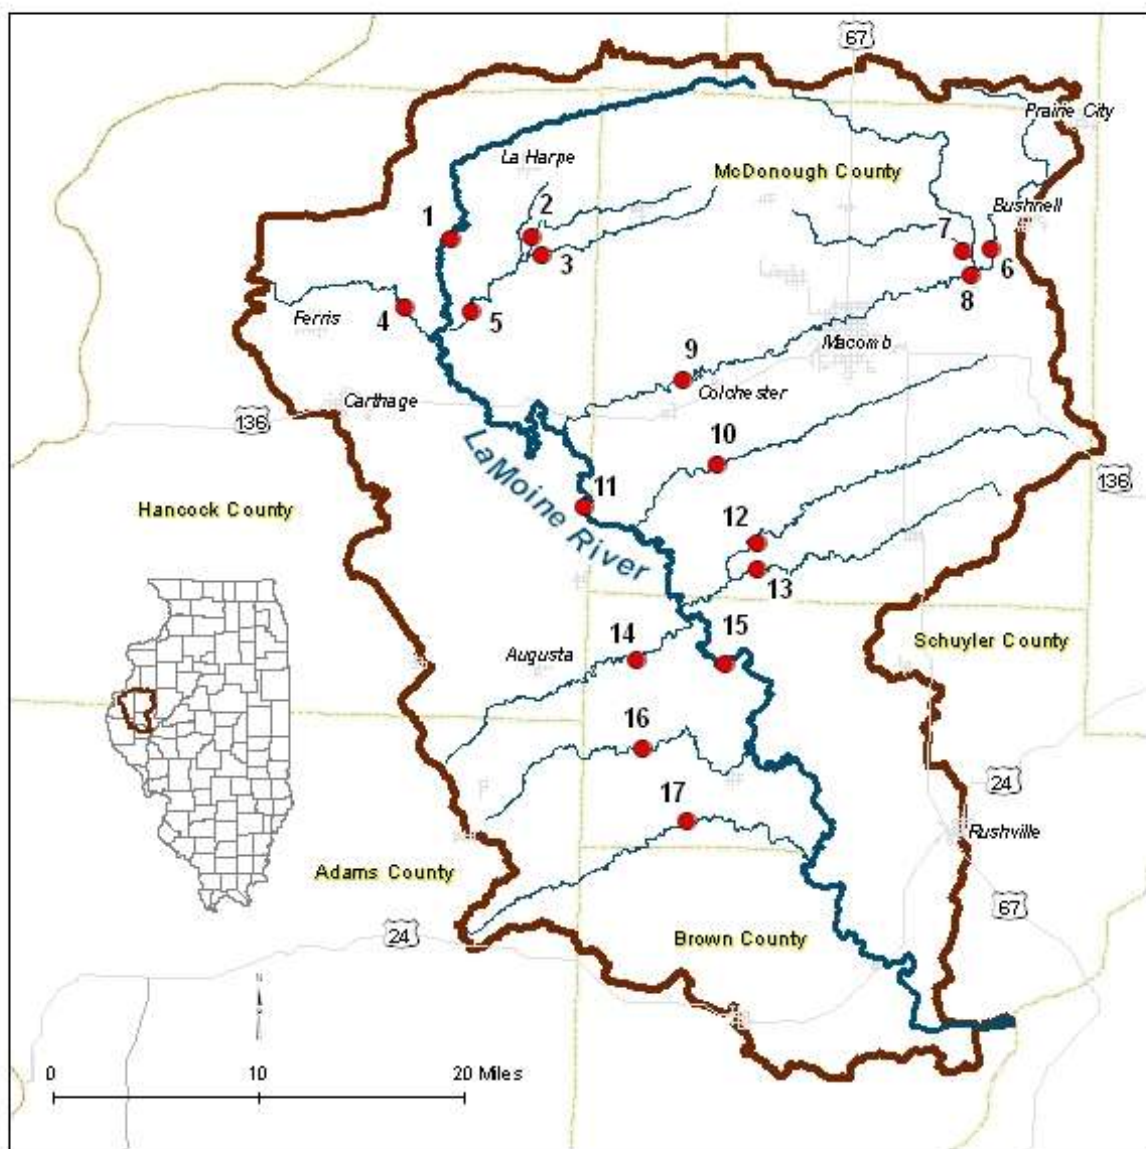 67
Prairie City
La Harpe
McDonough County
Bushnell
1
2
3
7
6
8
4
5
Ferris
Macomb
9
Colchester
Carthage
136
10
136
LaMoine River
11
Hancock County
12
13
Schuyler County
14
15
Augusta
16
24
17
Rushville
Adams County
67
24
Brown County
N
0 10 20 Miles